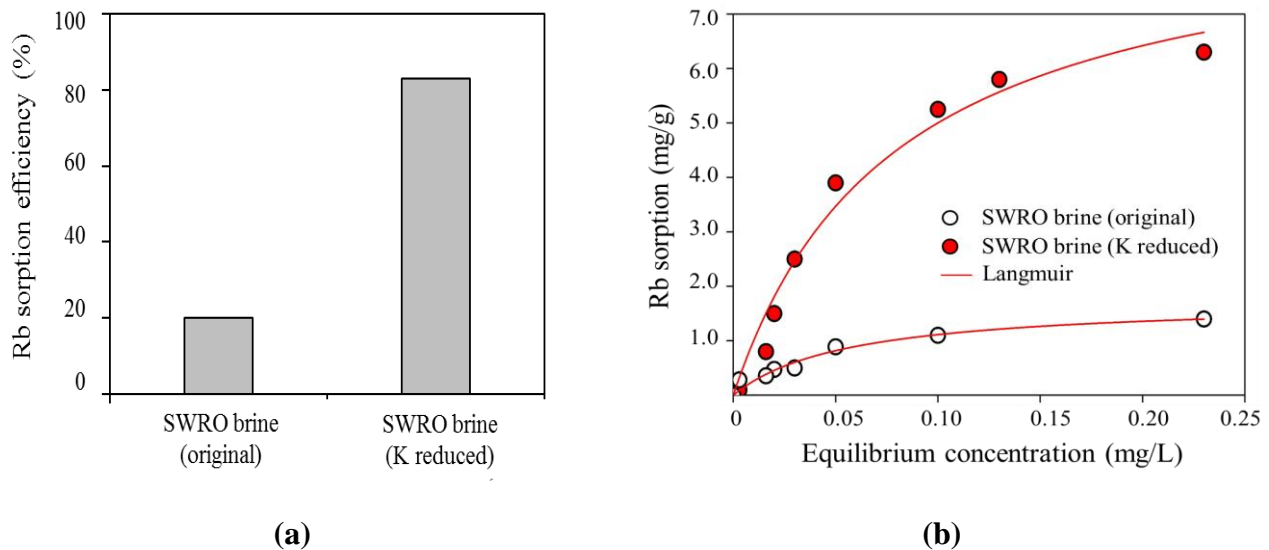 100
80
60
40
20
0
Rb sorption efficiency (%)
SWRO brine
(original)
SWRO brine
(K reduced)
(a)
7.0
6.0
5.0
4.0
3.0
2.0
1.0
Rb sorption (mg/g)
SWRO brine (original)
SWRO brine (K reduced)
Langmuir
0 0.05 0.10 0.15 0.20 0.25
Equilibrium concentration (mg/L)
(b)